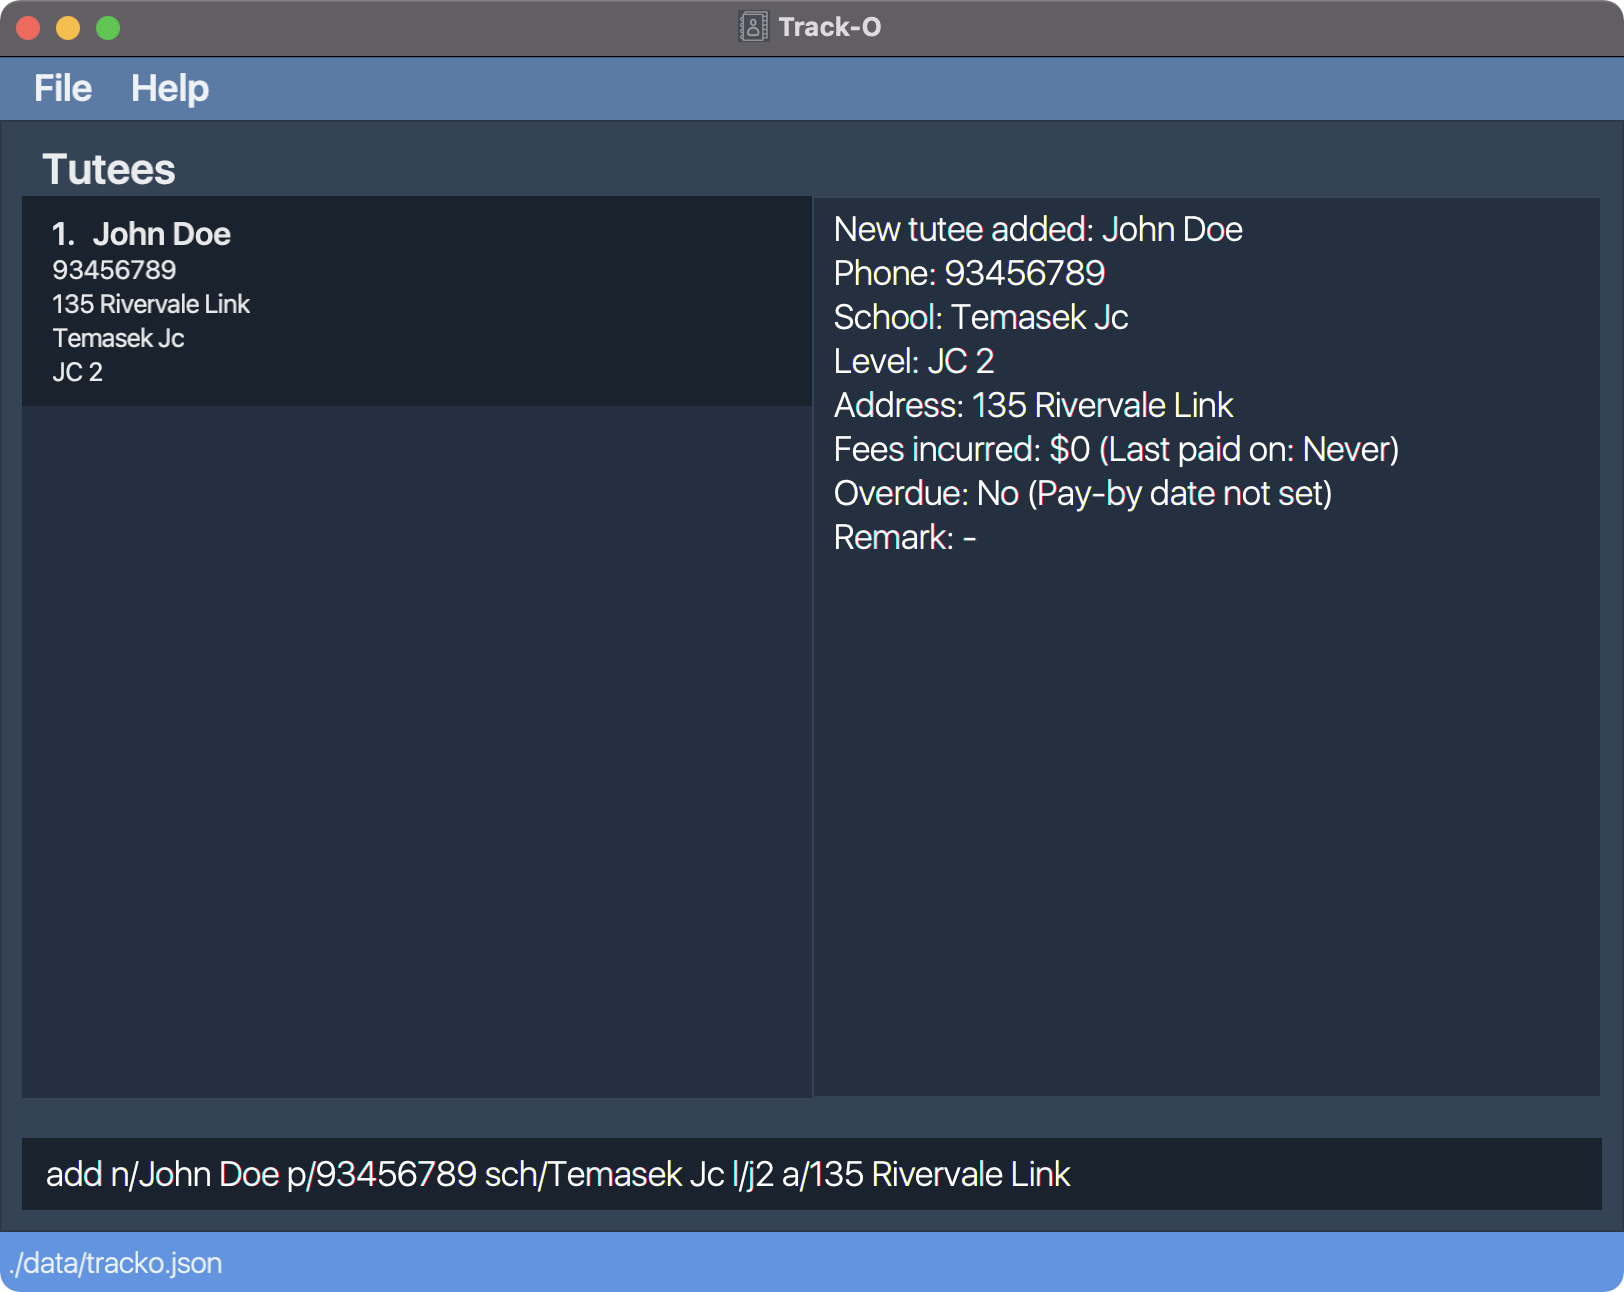 Track-O
File Help
Tutees
1. John Doe
93456789
135 Rivervale Link
Temasek Jc
JC 2
New tutee added: John Doe
Phone: 93456789
School: Temasek Jc
Level: JC 2
Address: 135 Rivervale Link
Fees incurred: $0 (Last paid on: Never)
Overdue: No (Pay-by date not set)
Remark: -
add n/John Doe p/93456789 sch/Temasek Jc l/j2 a/135 Rivervale Link
./data/tracko.json